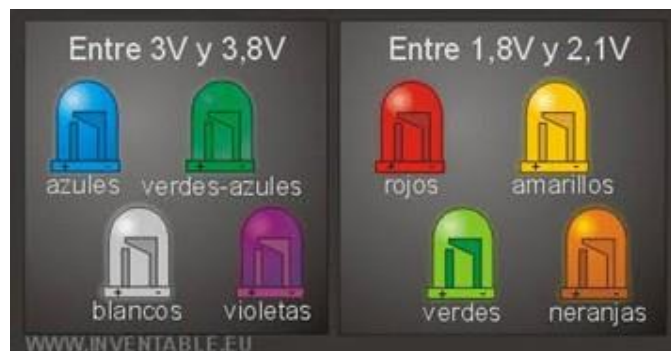 Entre 3V y 3,8V
azules verdes-azules
blancos violetas
Entre 1,8V y 2,1V
rojos amarillos
verdes neranjas
WWW.INVENTABLE.EU